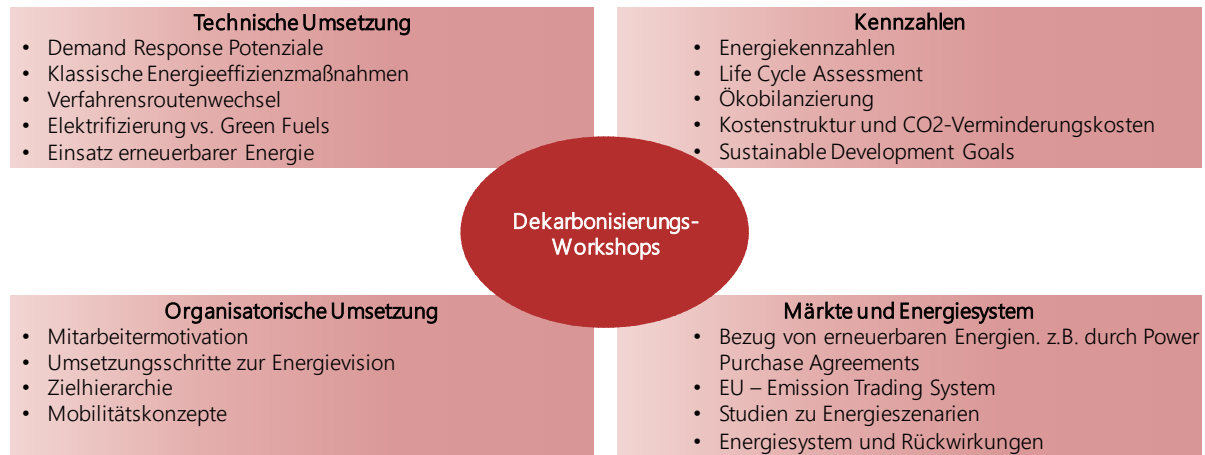 Technische Umsetzung
• Demand Response Potenziale
• Klassische Energieeffizienzmaßnahmen
• Verfahrensroutenwechsel
• Elektrifizierung vs. Green Fuels
• Einsatz erneuerbarer Energie
Kennzahlen
• Energiekennzahlen
• Life Cycle Assessment
• Ökobilanzierung
• Kostenstruktur und CO2-Verminderungskosten
• Sustainable Development Goals
Dekarbonisierungs-
Workshops
Organisatorische Umsetzung
• Mitarbeitermotivation
• Umsetzungsschritte zur Energievision
• Zielhierarchie
• Mobilitätskonzepte
Märkte und Energiesystem
• Bezug von erneuerbaren Energien. z.B. durch Power
Purchase Agreements
• EU – Emission Trading System
• Studien zu Energieszenarien
• Energiesystem und Rückwirkungen